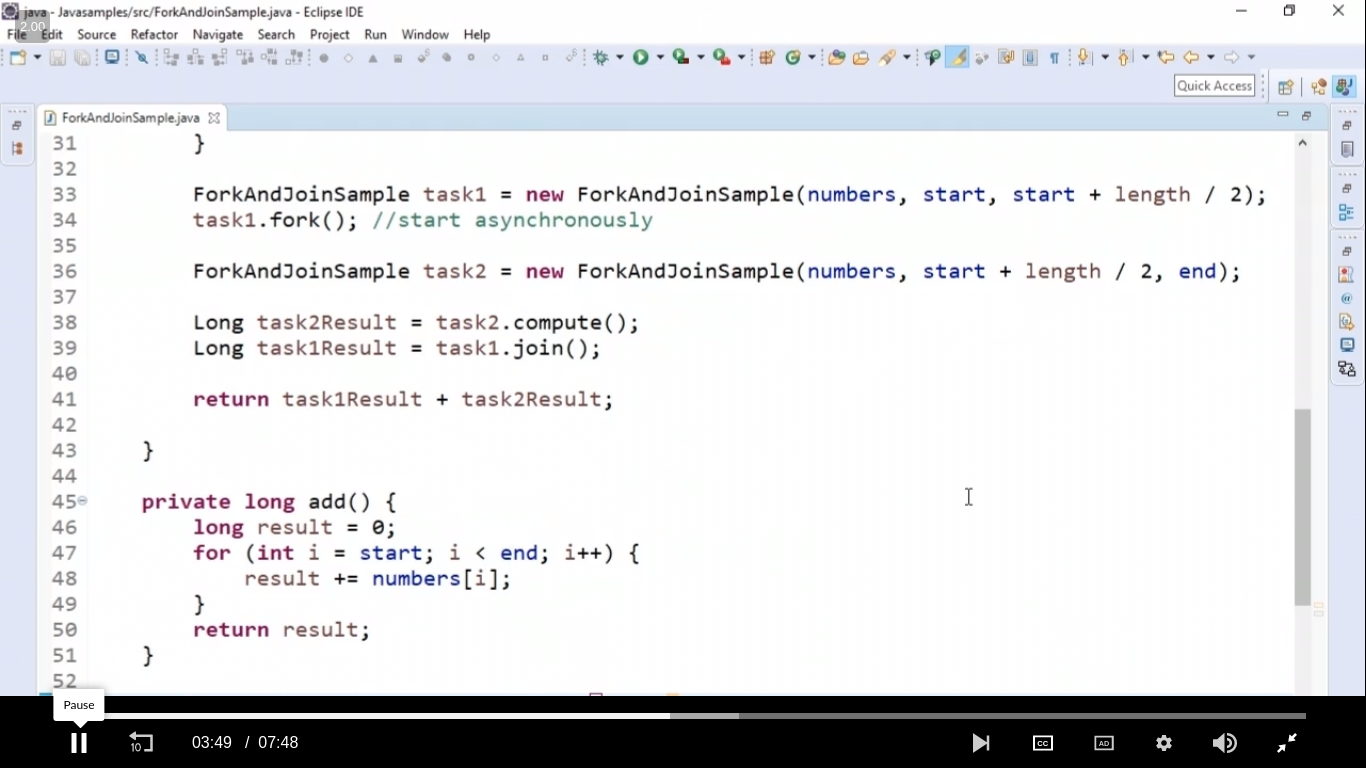 java - Javasamples/src/ForkAndJoinSample.java - Eclipse IDE
2.00
File Edit Source Refactor Navigate Search Project Run Window Help
Quick Access
ForkAndJoinSample.java
31 }
32
33 ForkAndJoinSample task1 = new ForkAndJoinSample(numbers, start, start + length / 2);
34 task1.fork(); //start asynchronously
35
36 ForkAndJoinSample task2 = new ForkAndJoinSample(numbers, start + length / 2, end);
37
38 Long task2Result = task2.compute();
39 Long task1Result = task1.join();
40
41 return task1Result + task2Result;
42
43 }
44
45 private long add() {
46 long result = 0;
47 for (int i = start; i < end; i++) {
48 result += numbers[i];
49 }
50 return result;
51 }
52
Pause
10
03:49 / 07:48
CC
AD